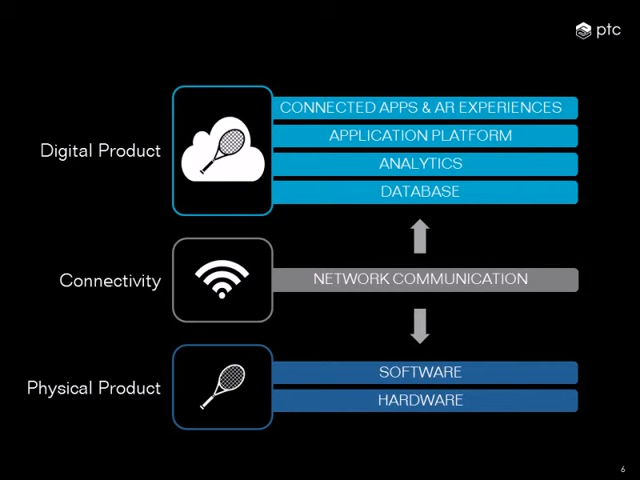 ptc
CONNECTED APPS & AR EXPERIENCES
APPLICATION PLATFORM
Digital Product
ANALYTICS
DATABASE
Connectivity
NETWORK COMMUNICATION
SOFTWARE
Physical Product
HARDWARE
6